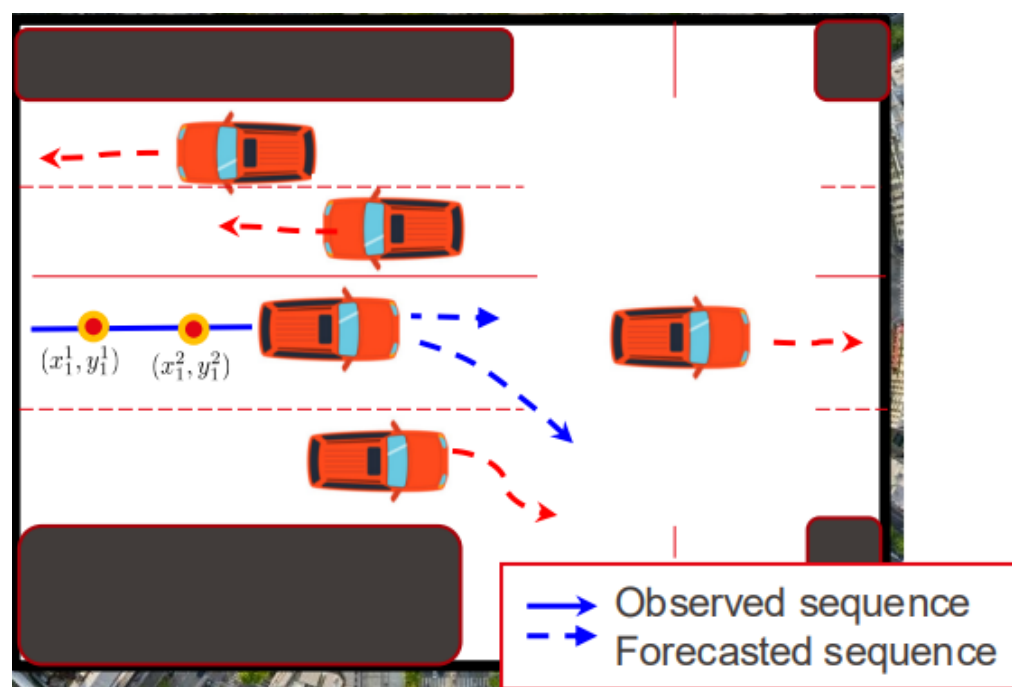 (x_1^1, y_1^1)
(x_1^2, y_1^2)
Observed sequence
Forecasted sequence